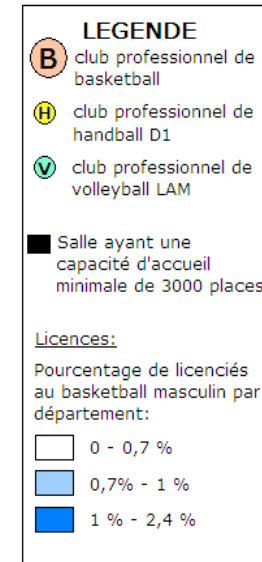 LEGENDE
B club professionnel de
basketball
H club professionnel de
handball D1
V club professionnel de
volleyball LAM
Salle ayant une
capacité d'accueil
minimale de 3000 places
Licences:
Pourcentage de licenciés
au basketball masculin par
département:
0 - 0,7 %
0,7% - 1 %
1 % - 2,4 %